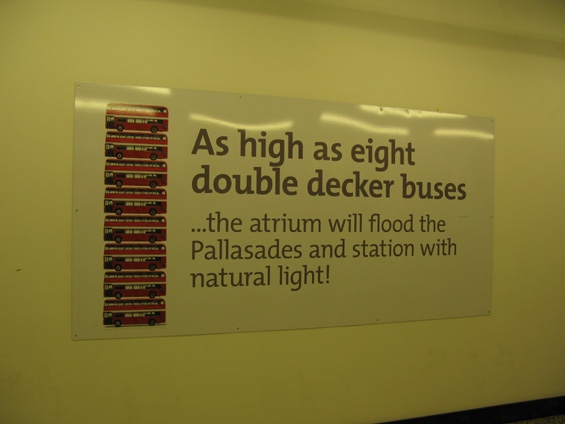 As high as eight
double decker buses
...the atrium will flood the
Pallasades and station with
natural light!